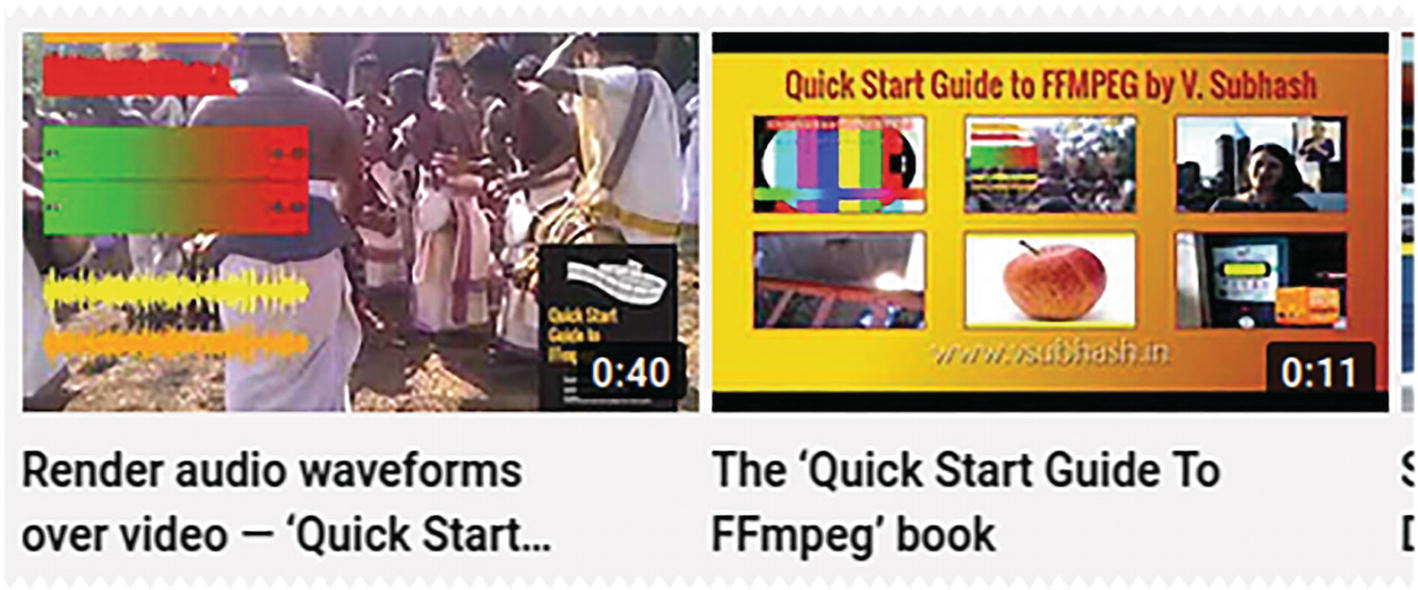 Quick Start
Guide to
0:40
Quick Start Guide to FFMPEG by V. Subhash
www.vsubhash.in
0:11
Render audio waveforms
over video — ‘Quick Start...
The ‘Quick Start Guide To
FFmpeg’ book